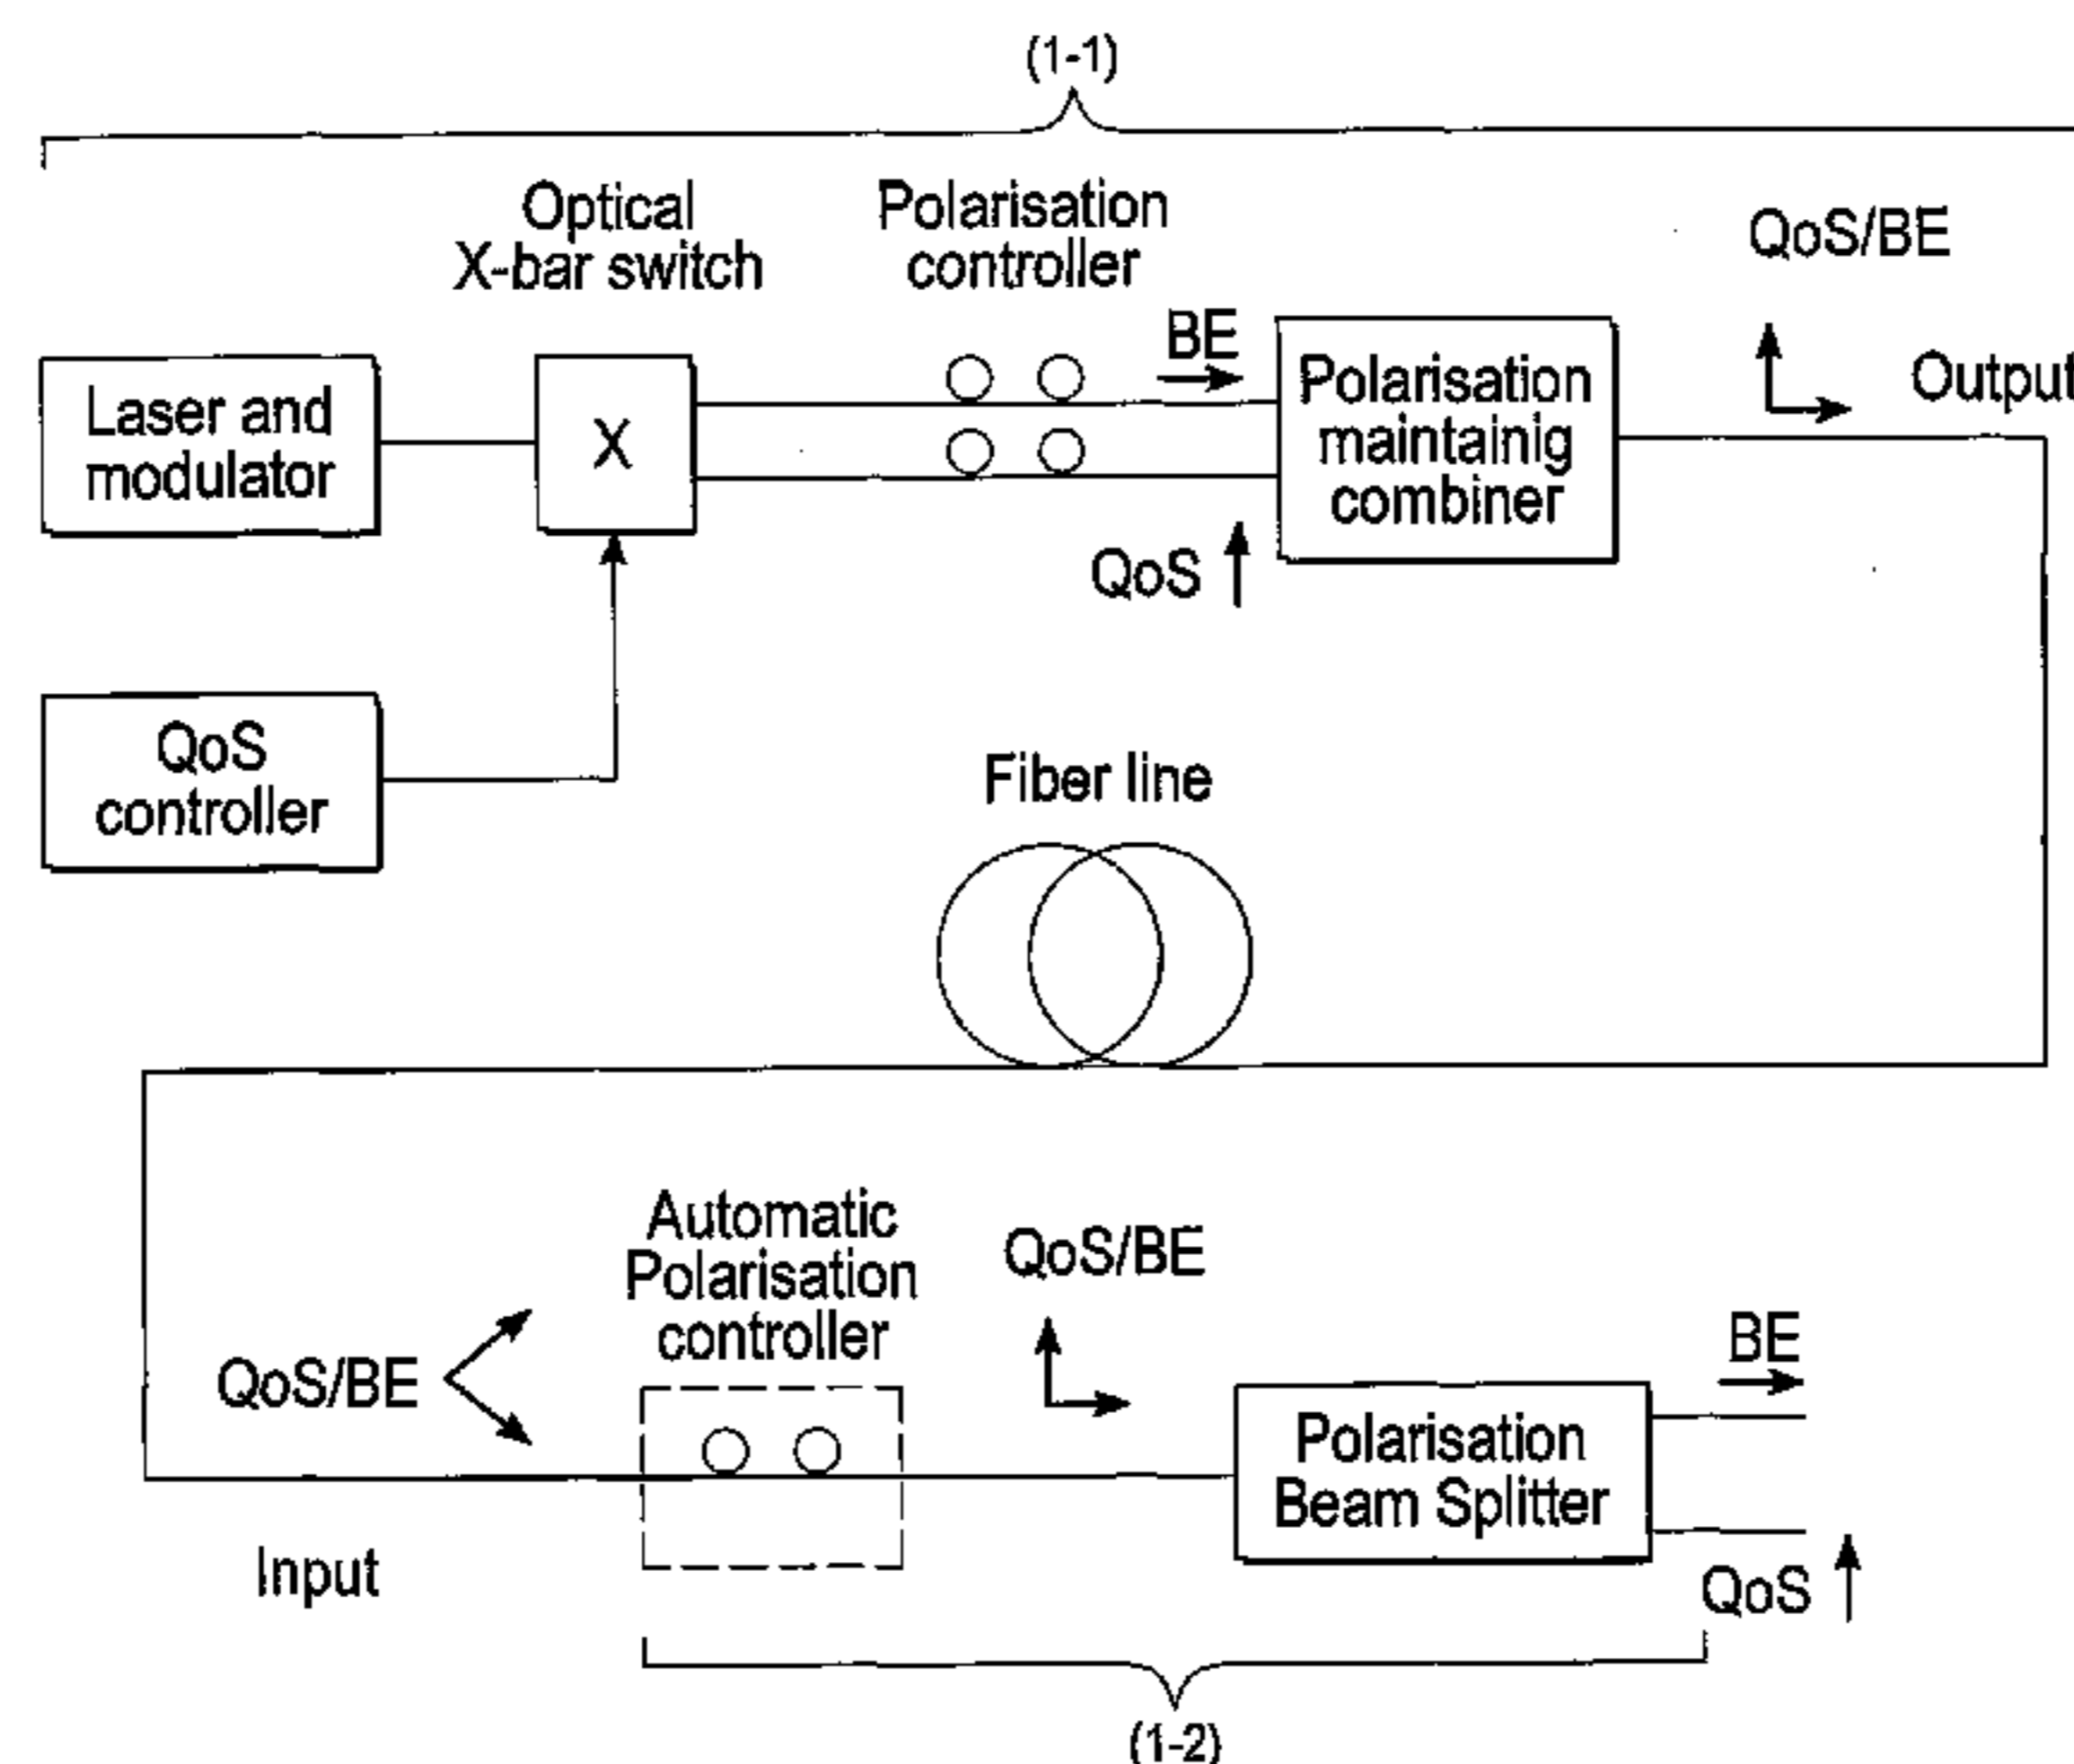 (1-1)
Optical
X-bar switch
Polarisation
controller
QoS/BE
BE
Laser and
modulator
X
Polarisation
maintainig
combiner
Output
QoS
QoS
controller
Fiber line
Automatic
Polarisation
controller
QoS/BE
QoS/BE
BE
Polarisation
Beam Splitter
Input
QoS
(1-2)